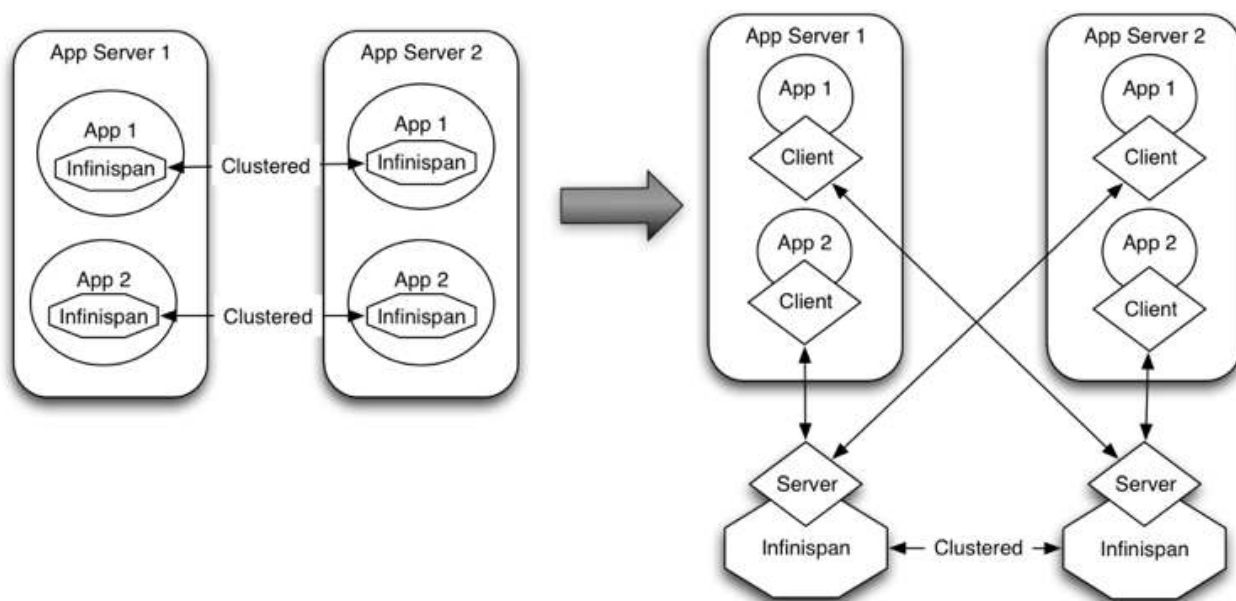 App Server 1
App Server 2
App 1
Infinispan
Clustered
App 1
Infinispan
App 2
Infinispan
Clustered
App 2
Infinispan
App Server 1
App Server 2
App 1
Client
App 1
Client
App 2
Client
App 2
Client
Server
Server
Infinispan
Clustered
Infinispan